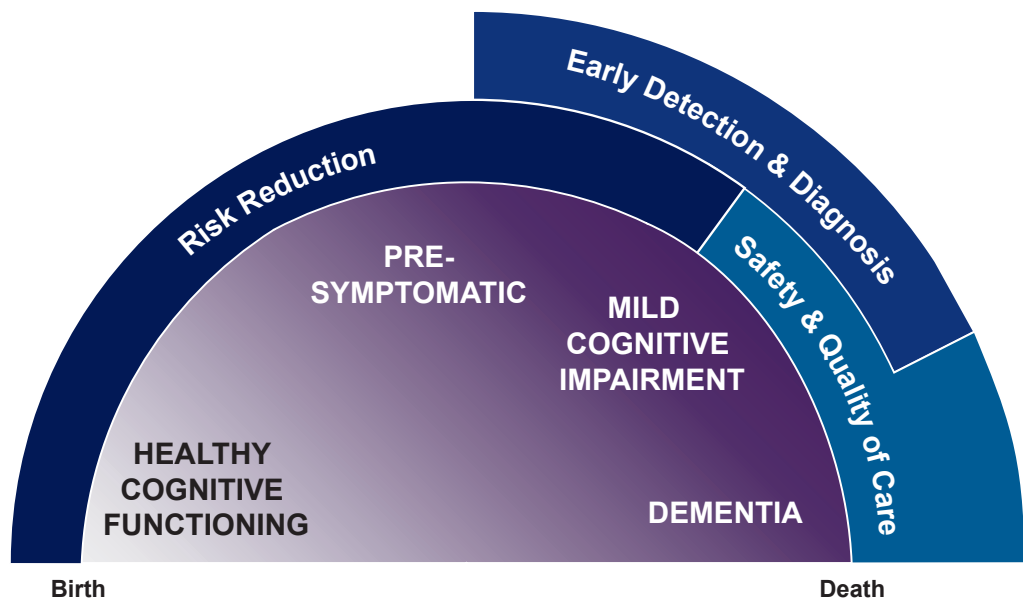 Early Detection & Diagnosis
Risk Reduction
Safety & Quality of Care
PRE-
SYMPTOMATIC
MILD
COGNITIVE
IMPAIRMENT
HEALTHY
COGNITIVE
FUNCTIONING
DEMENTIA
Birth
Death